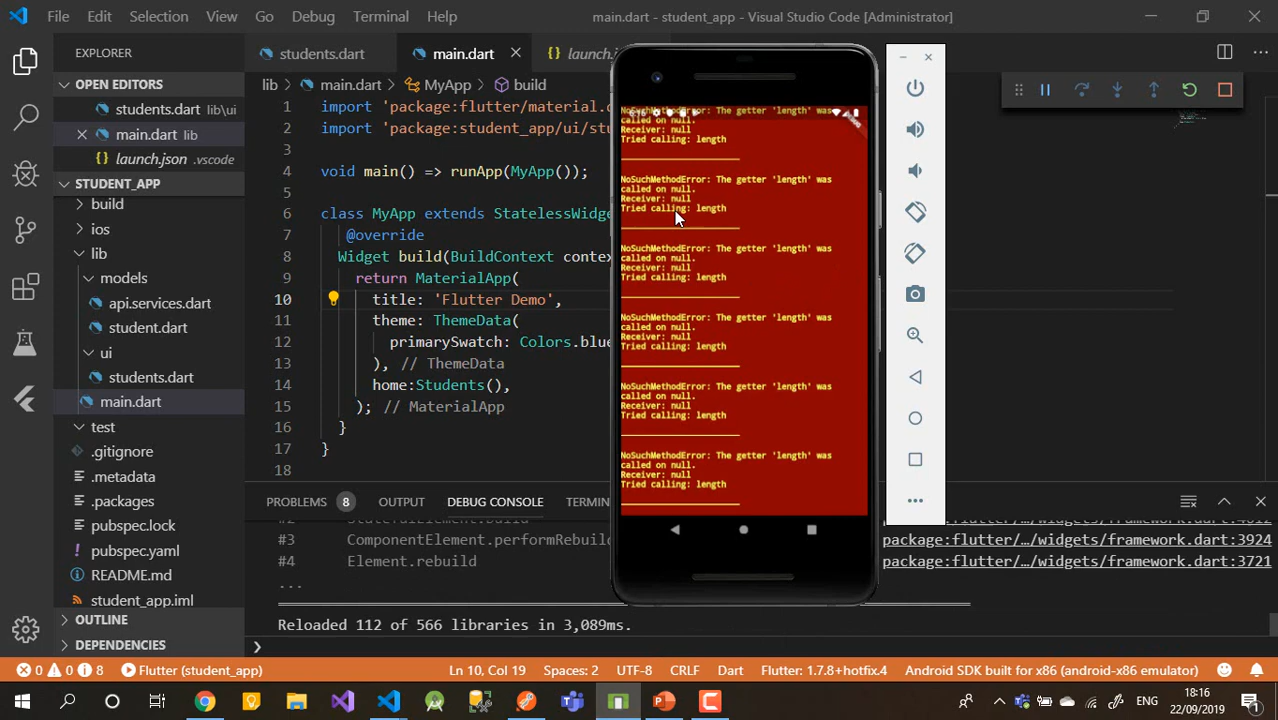 File Edit Selection View Go Debug Terminal Help
main.dart - student_app - Visual Studio Code [Administrator]
EXPLORER
OPEN EDITORS
students.dart lib\ui
main.dart lib
launch.json .vscode
STUDENT_APP
build
ios
lib
models
api.services.dart
student.dart
ui
students.dart
main.dart
test
.gitignore
.metadata
.packages
pubspec.lock
pubspec.yaml
README.md
student_app.iml
OUTLINE
DEPENDENCIES
students.dart
main.dart
lib main.dart MyApp build
1 import 'package:flutter/material.d
2 import 'package:student_app/ui/stu
4 void main() => runApp(MyApp());
5
6 class MyApp extends StatelessWidge
7 @override
8 Widget build(BuildContext contex
9 return MaterialApp(
10 title: 'Flutter Demo',
11 theme: ThemeData(
12 primarySwatch: Colors.blue
13 ), // ThemeData
14 home:Students(),
15 ); // MaterialApp
16 }
17 }
18
NoSuchMethodError: The getter 'length' was
called on null.
Receiver: null
Tried calling: length
NoSuchMethodError: The getter 'length' was
called on null.
Receiver: null
Tried calling: length
NoSuchMethodError: The getter 'length' was
called on null.
Receiver: null
Tried calling: length
NoSuchMethodError: The getter 'length' was
called on null.
Receiver: null
Tried calling: length
NoSuchMethodError: The getter 'length' was
called on null.
Receiver: null
Tried calling: length
NoSuchMethodError: The getter 'length' was
called on null.
Receiver: null
Tried calling: length
PROBLEMS 8 OUTPUT DEBUG CONSOLE
#3 ComponentElement.performRebuil
package:flutter/…/widgets/framework.dart:3924
#4 Element.rebuild
package:flutter/…/widgets/framework.dart:3721
...
Reloaded 112 of 566 libraries in 3,089ms.
0 0 8 Flutter (student_app) Ln 10, Col 19 Spaces: 2 UTF-8 CRLF Dart Flutter: 1.7.8+hotfix.4 Android SDK built for x86 (android-x86 emulator)
ENG
18:16
22/09/2019